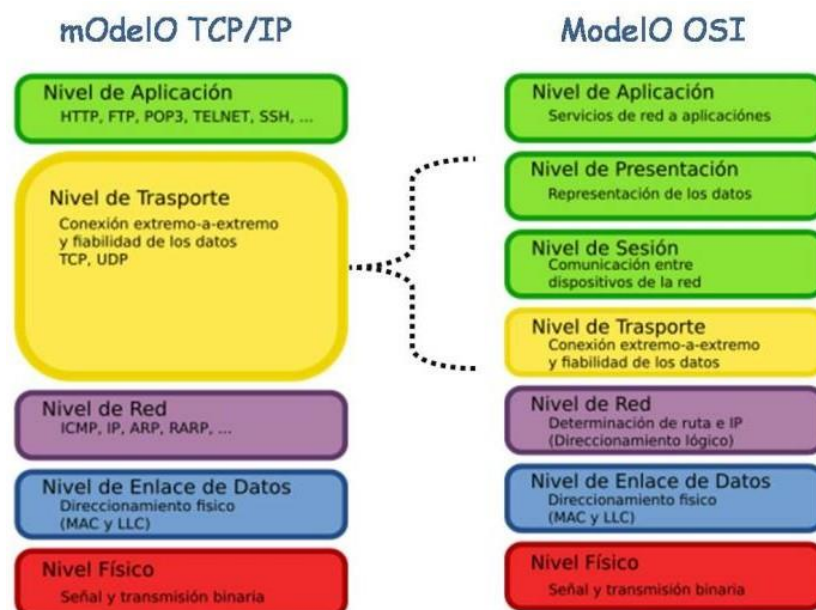 mOdelO TCP/IP
Nivel de Aplicación
HTTP, FTP, POP3, TELNET, SSH, ...
Nivel de Trasporte
Conexión extremo-a-extremo
y fiabilidad de los datos
TCP, UDP
Nivel de Red
ICMP, IP, ARP, RARP, ...
Nivel de Enlace de Datos
Direccionamiento fisico
(MAC y LLC)
Nivel Físico
Señal y transmisión binaria
ModelO OSI
Nivel de Aplicación
Servicios de red a aplicaciónes
Nivel de Presentación
Representación de los datos
Nivel de Sesión
Comunicación entre
dispositivos de la red
Nivel de Trasporte
Conexión extremo-a-extremo
y fiabilidad de los datos
Nivel de Red
Determinación de ruta e IP
(Direccionamiento lógico)
Nivel de Enlace de Datos
Direccionamiento fisico
(MAC y LLC)
Nivel Físico
Señal y transmisión binaria